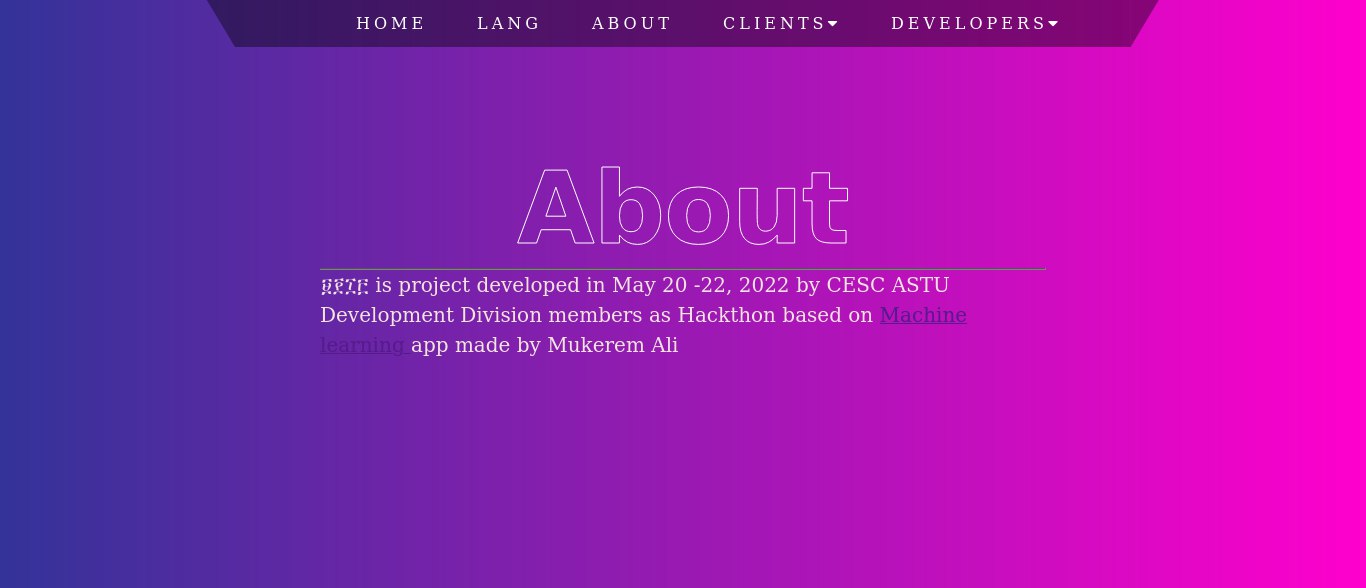 HOME LANG ABOUT CLIENTS DEVELOPERS
About
is project developed in May 20 -22, 2022 by CESC ASTU
Development Division members as Hackthon based on Machine
learning app made by Mukerem Ali